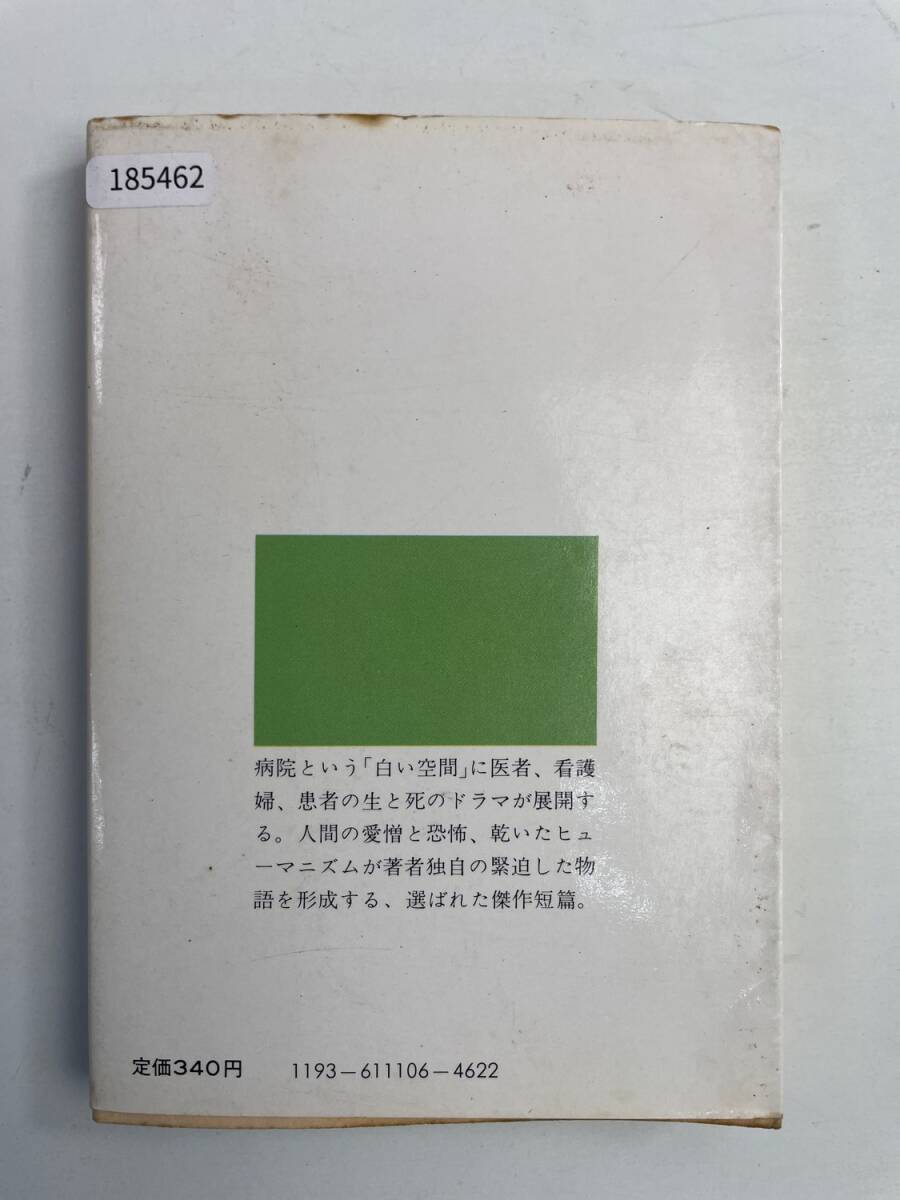 185462
病院という「白い空間」に医者、看護
婦、患者の生と死のドラマが展開す
る。人間の愛憎と恐怖、乾いたヒュ
ーマニズムが著者独自の緊迫した物
語を形成する、選ばれた傑作短篇。
定価340円 1193-611106-4622